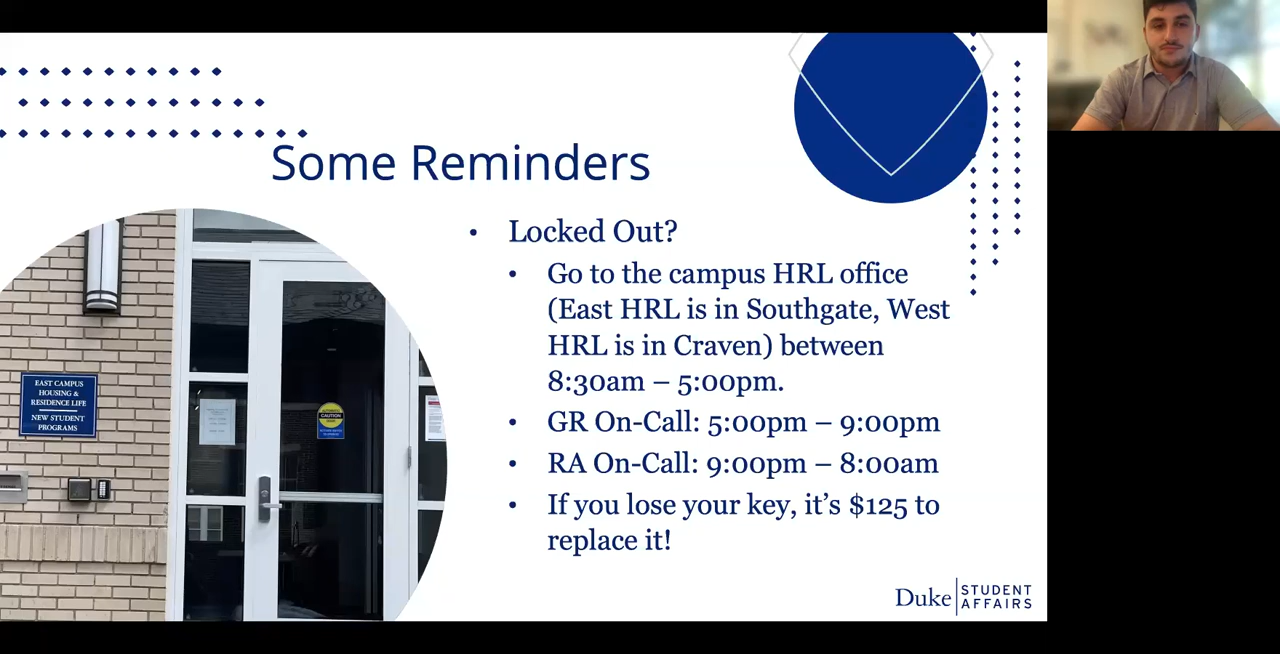 Some Reminders
• Locked Out?
• Go to the campus HRL office
(East HRL is in Southgate, West
HRL is in Craven) between
8:30am – 5:00pm.
• GR On-Call: 5:00pm – 9:00pm
• RA On-Call: 9:00pm – 8:00am
• If you lose your key, it’s $125 to
replace it!
EAST CAMPUS
HOUSING &
RESIDENCE LIFE
NEW STUDENT
PROGRAMS
CAUTION
Duke STUDENT
AFFAIRS